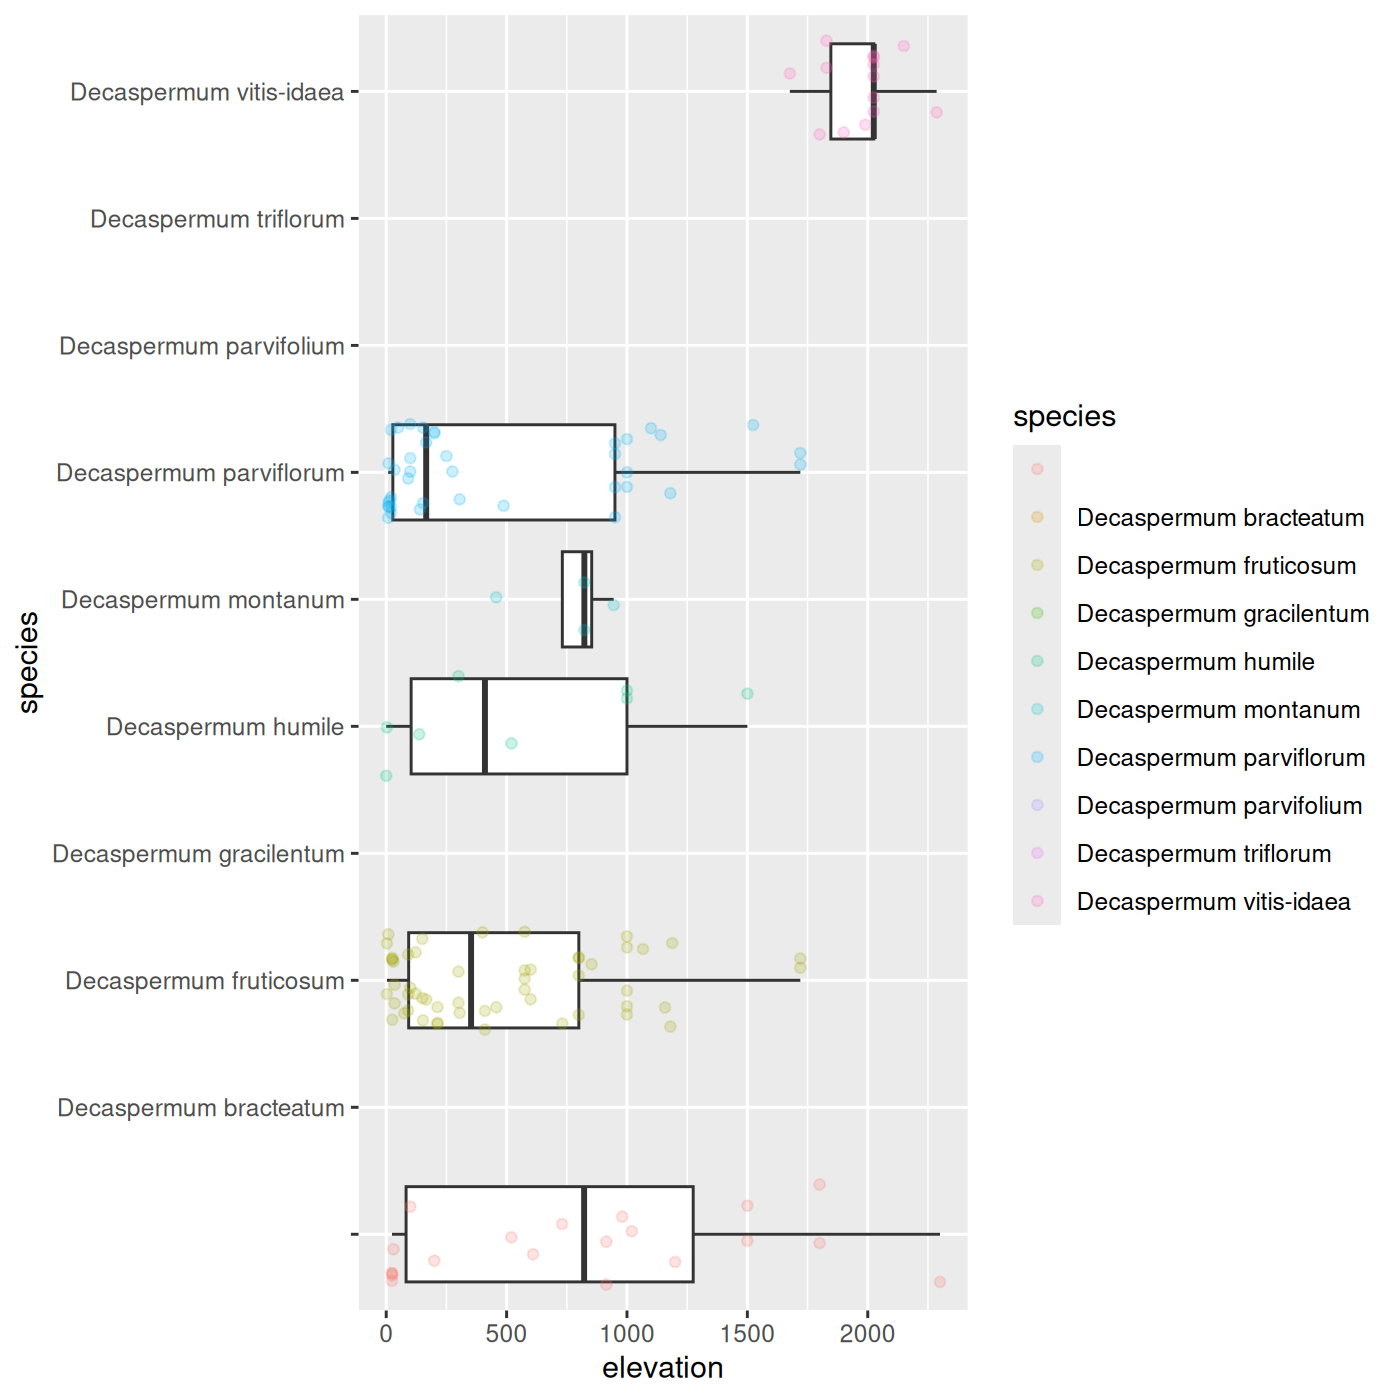 Decaspermum vitis-idaea
Decaspermum triflorum
Decaspermum parvifolium
Decaspermum parviflorum
Decaspermum montanum
Decaspermum humile
Decaspermum gracilentum
Decaspermum fruticosum
Decaspermum bracteatum
species
0 500 1000 1500 2000
elevation
species
Decaspermum bracteatum
Decaspermum fruticosum
Decaspermum gracilentum
Decaspermum humile
Decaspermum montanum
Decaspermum parviflorum
Decaspermum parvifolium
Decaspermum triflorum
Decaspermum vitis-idaea